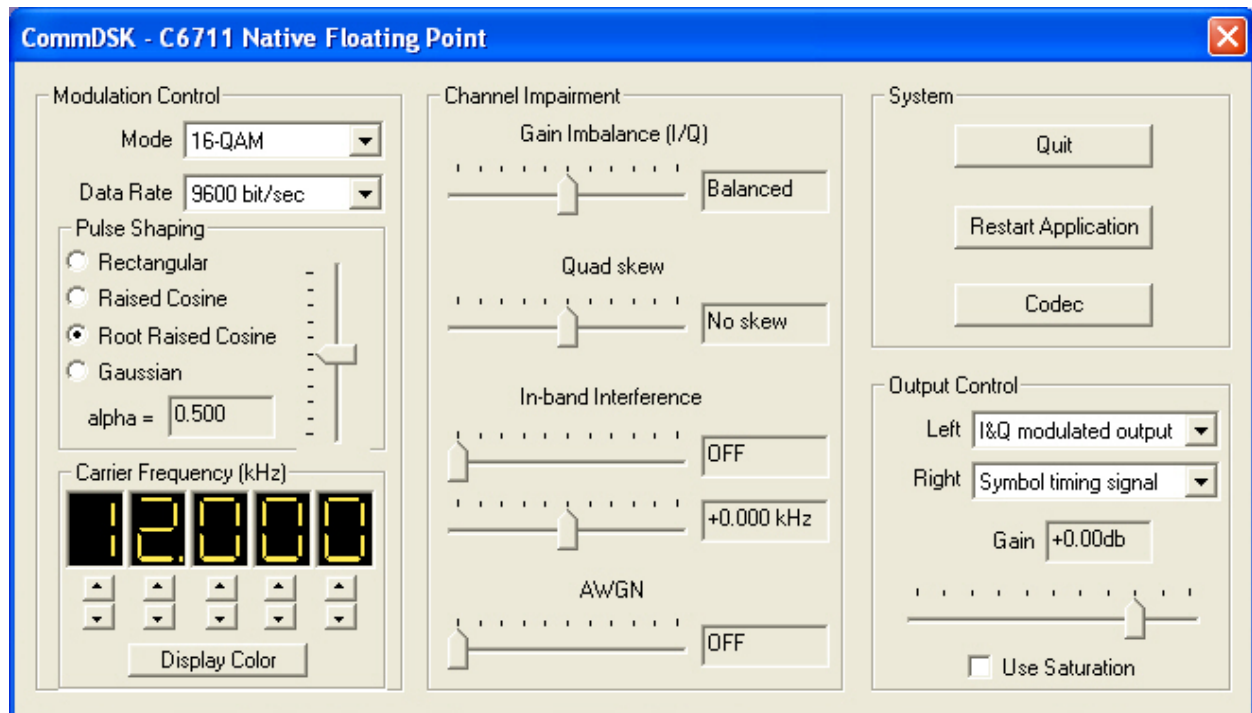 CommDSK - C6711 Native Floating Point
Modulation Control
Mode 16-QAM
Data Rate 9600 bit/sec
Pulse Shaping
Rectangular
Raised Cosine
Root Raised Cosine
Gaussian
alpha = 0.500
Carrier Frequency (kHz)
12.000
Display Color
Channel Impairment
Gain Imbalance (I/Q)
Balanced
Quad skew
No skew
In-band Interference
OFF
+0.000 kHz
AWGN
OFF
System
Quit
Restart Application
Codec
Output Control
Left I&Q modulated output
Right Symbol timing signal
Gain +0.00db
Use Saturation